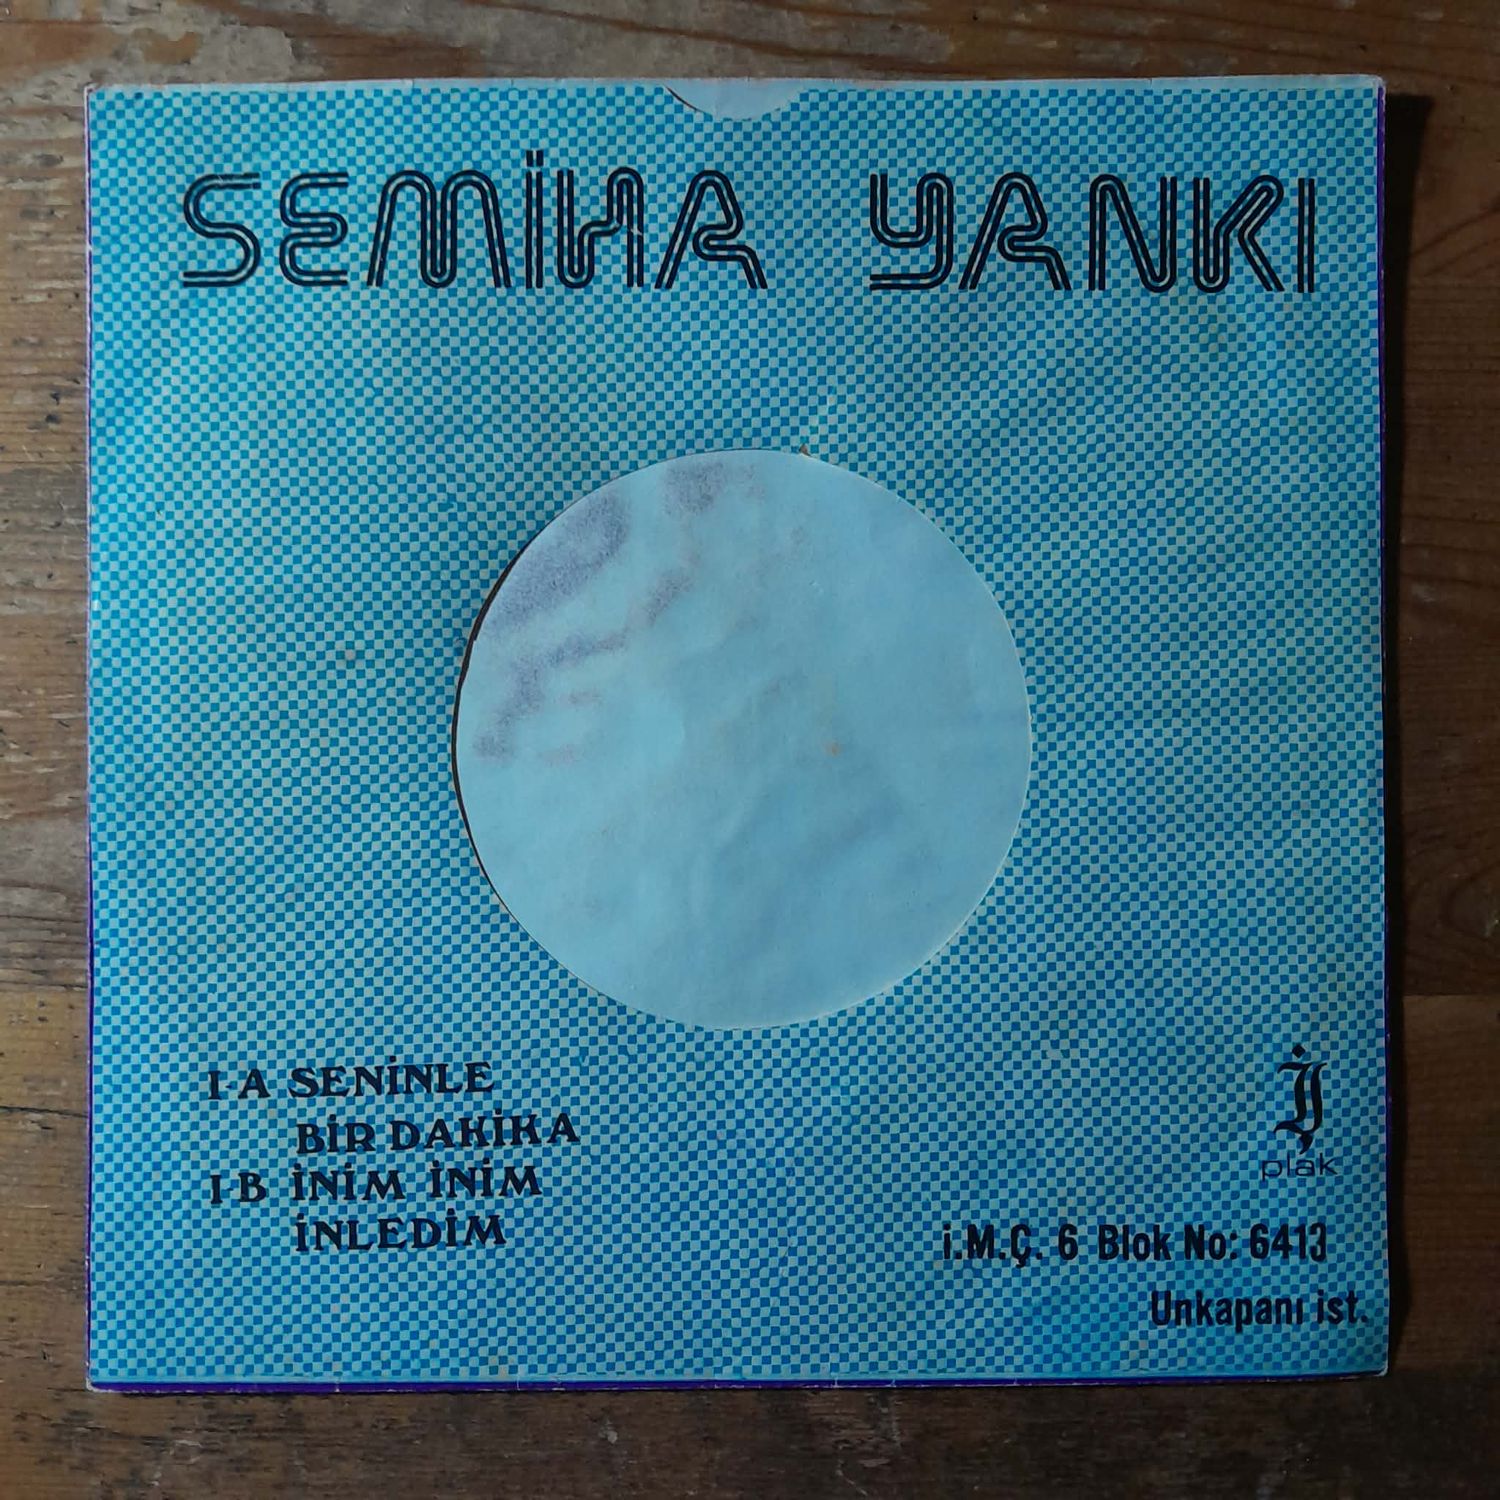 SEMİHA YANKI
I-A SENİNLE
BİR DAKİKA
I-B İNİM İNİM
İNLEDİM
plak
i.M.Ç. 6 Blok No: 6413
Unkapanı ist.